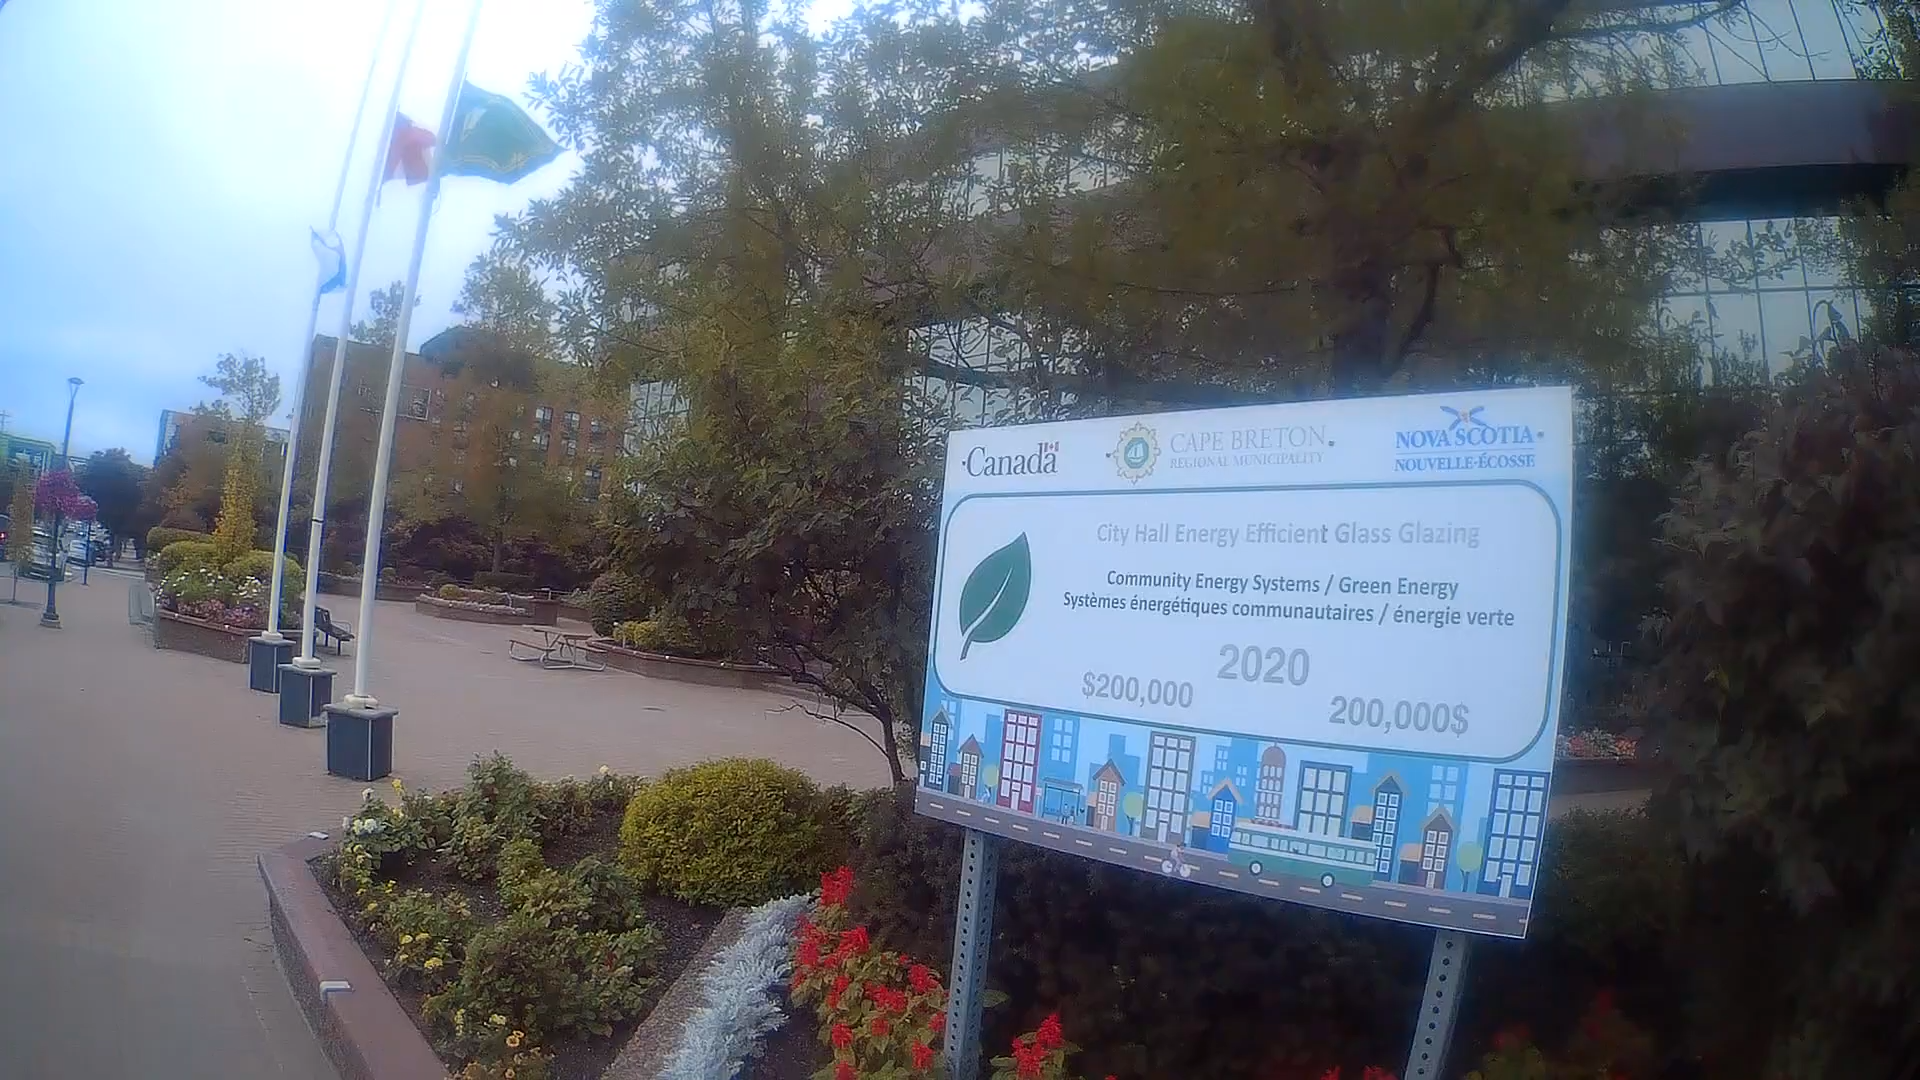 Canada
CAPE BRETON
REGIONAL MUNICIPALITY
NOVA SCOTIA
NOUVELLE-ÉCOSSE
City Hall Energy Efficient Glass Glazing
Community Energy Systems / Green Energy
Systèmes énergétiques communautaires / énergie verte
2020
$200,000
200,000$